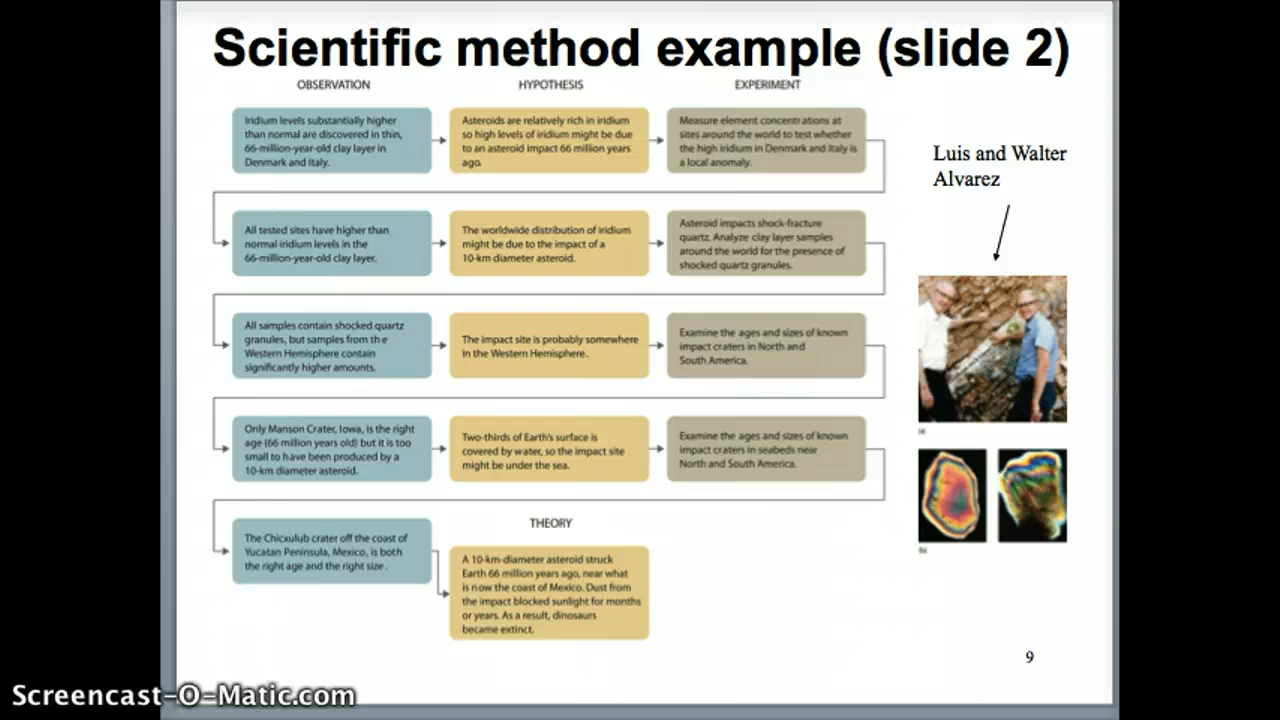 Scientific method example (slide 2)
OBSERVATION
HYPOTHESIS
EXPERIMENT
Iridium levels substantially higher
than normal are discovered in thin,
66-million-year-old clay layer in
Denmark and Italy.
Asteroids are relatively rich in iridium
so high levels of iridium might be due
to an asteroid impact 66 million years
ago.
Measure element concentrations at
sites around the world to test whether
the high iridium in Denmark and Italy is
a local anomaly.
Luis and Walter
Alvarez
All tested sites have higher than
normal iridium levels in the
66-million-year-old clay layer.
The worldwide distribution of iridium
might be due to the impact of a
10-km diameter asteroid.
Asteroid impacts shock-fracture
quartz. Analyze clay layer samples
around the world for the presence of
shocked quartz granules.
All samples contain shocked quartz
granules, but samples from the
Western Hemisphere contain
significantly higher amounts.
The impact site is probably somewhere
in the Western Hemisphere.
Examine the ages and sizes of known
impact craters in North and
South America.
Only Manson Crater, Iowa, is the right
age (66 million years old) but it is too
small to have been produced by a
10-km diameter asteroid.
Two-thirds of Earth's surface is
covered by water, so the impact site
might be under the sea.
Examine the ages and sizes of known
impact craters in seabeds near
North and South America.
The Chicxulub crater off the coast of
Yucatan Peninsula, Mexico, is both
the right age and the right size.
THEORY
A 10-km-diameter asteroid struck
Earth 66 million years ago, near what
is now the coast of Mexico. Dust from
the impact blocked sunlight for months
or years. As a result, dinosaurs
became extinct.
9
Screencast-O-Matic.com